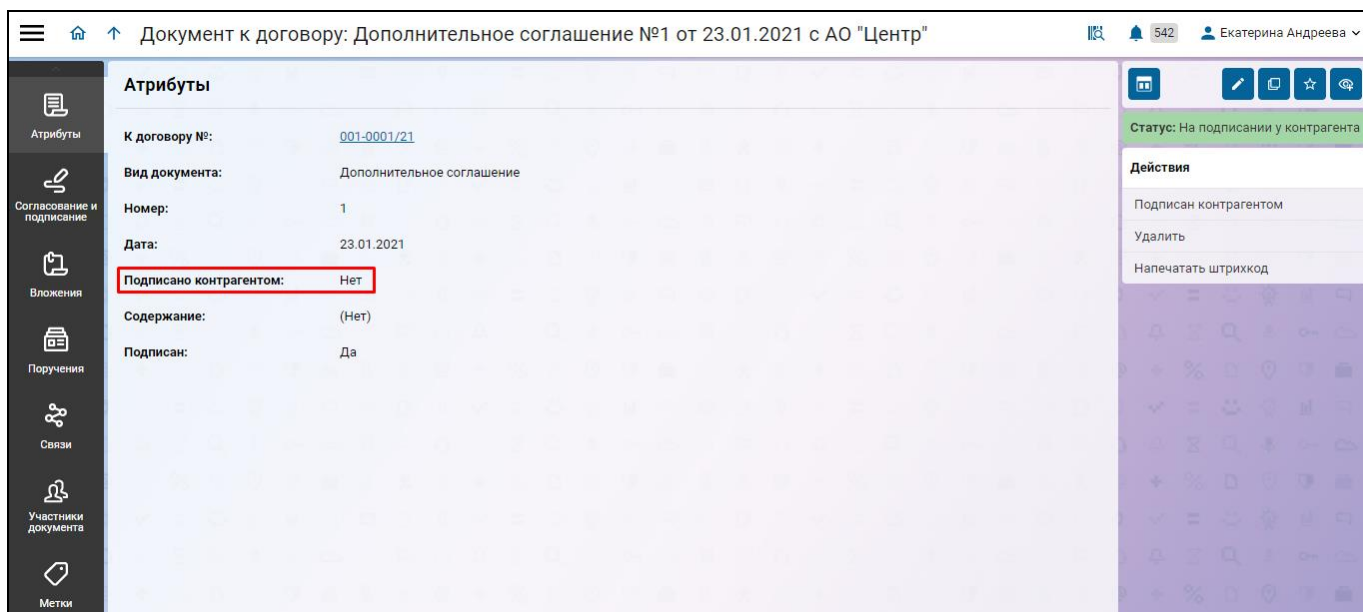 Документ к договору: Дополнительное соглашение №1 от 23.01.2021 с АО "Центр"
542
Екатерина Андреева
Атрибуты
Согласование и
подписание
Вложения
Поручения
Связи
Участники
документа
Метки
Атрибуты
К договору №: 001-0001/21
Вид документа: Дополнительное соглашение
Номер: 1
Дата: 23.01.2021
Подписано контрагентом: Нет
Содержание: (Нет)
Подписан: Да
Статус: На подписании у контрагента
Действия
Подписан контрагентом
Удалить
Напечатать штрихкод